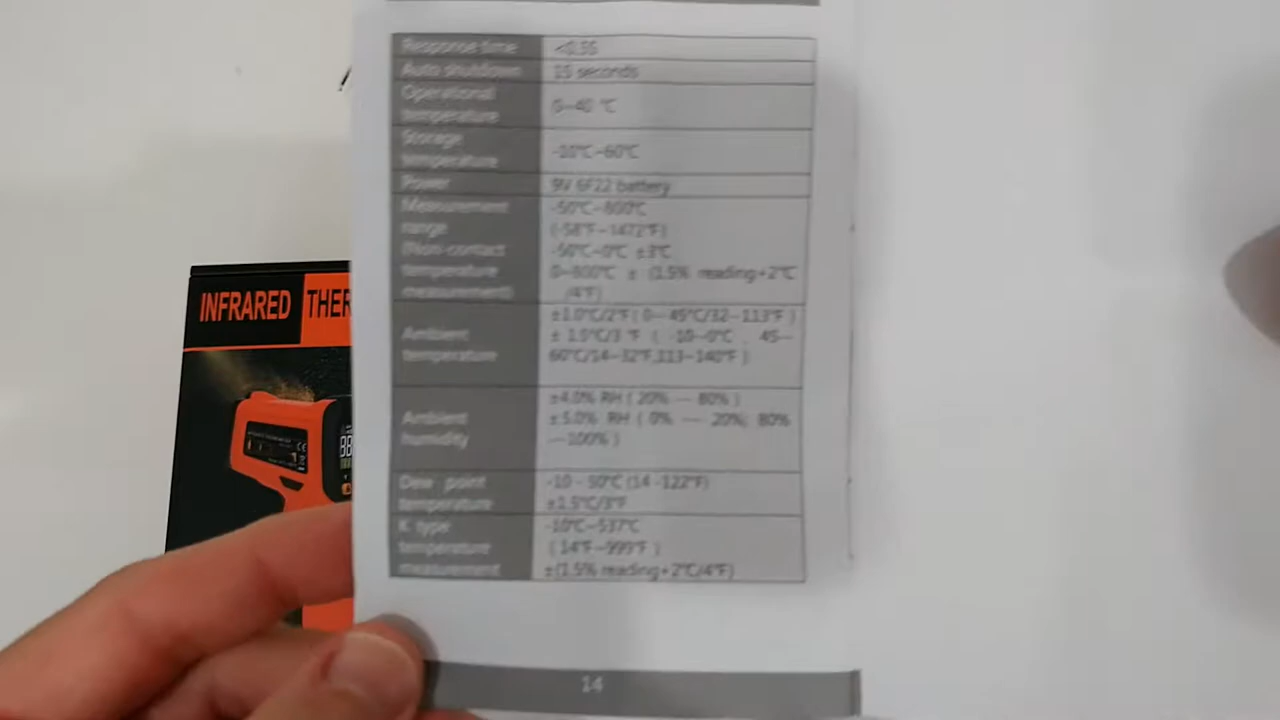 Response time <0.5S
Auto shutdown 15 seconds
Operational
temperature
0~40 ℃
Storage
temperature
-10℃~60℃
Power 9V 6F22 battery
Measurement
range
(Non-contact
temperature
measurement)
-50℃~800℃
(-58℉~1472℉)
-50℃~0℃ ±3℃
0~800℃ ± (1.5% reading+2℃
/4℉)
Ambient
temperature
±1.0℃/2℉( 0~ 45℃/32~113℉ )
± 1.5℃/3 ℉ ( -10~0℃ , 45~
60℃/14~32℉,113~140℉ )
Ambient
humidity
±4.0% RH ( 20% --- 80% )
±5.0% RH ( 0% --- 20%; 80%
---100% )
Dew point
temperature
-10 - 50℃ (14 -122℉)
±1.5℃/3℉
K type
temperature
measurement
-10℃~537℃
( 14℉~999℉ )
±(1.5% reading+2℃/4℉)
14
INFRARED THER